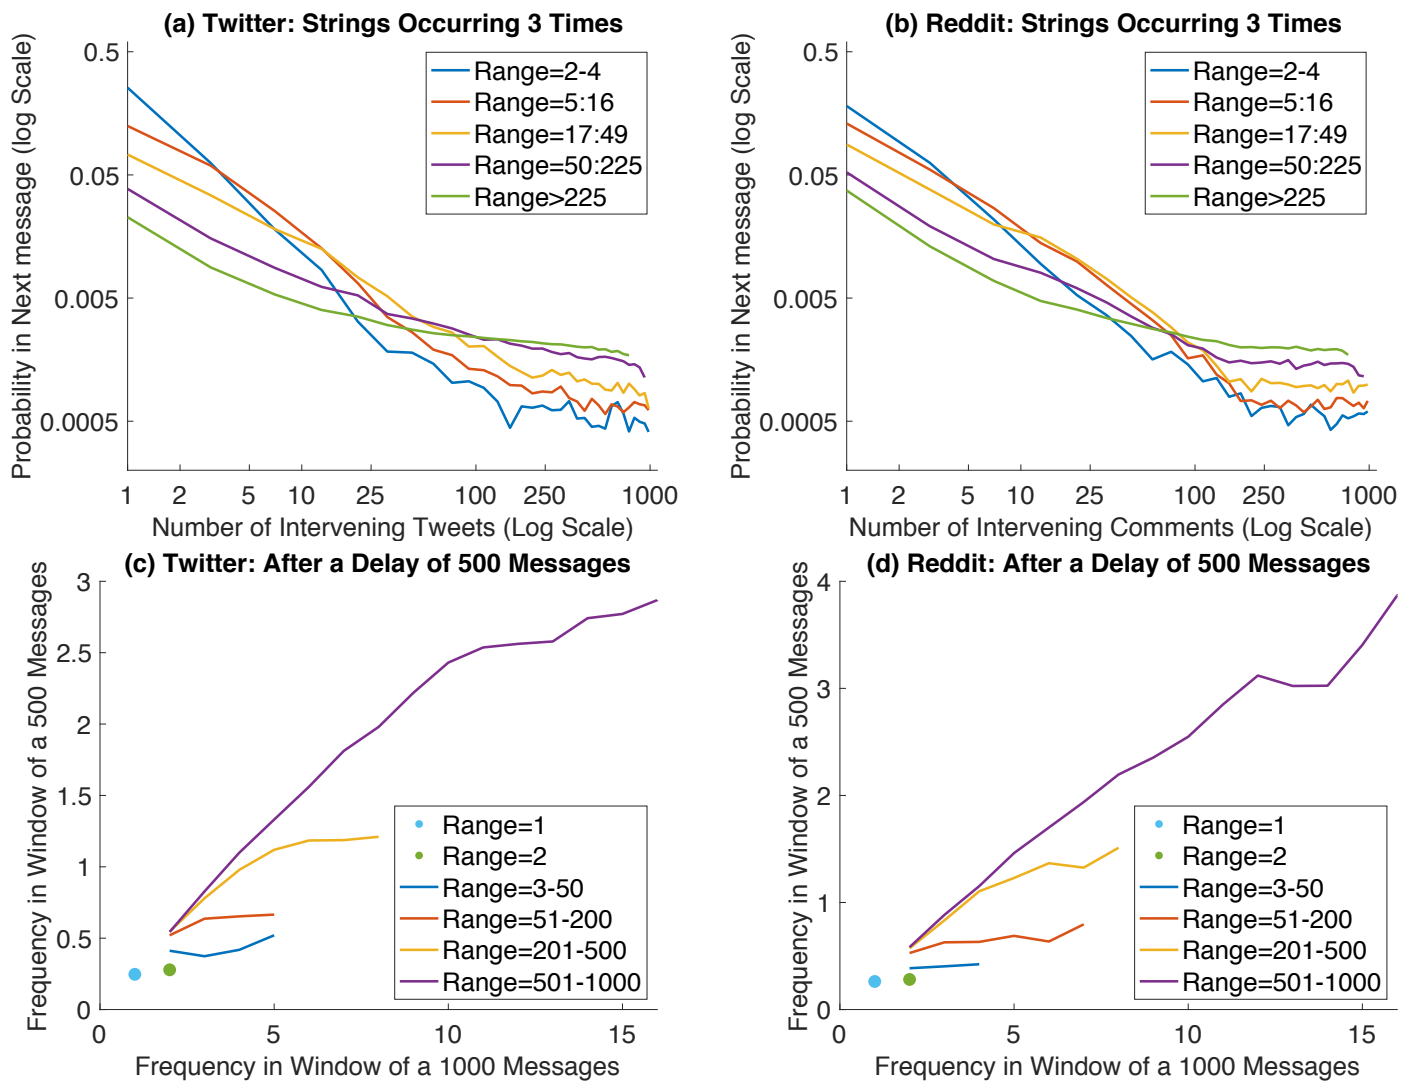 (a) Twitter: Strings Occurring 3 Times
Probability in Next message (log Scale)
0.5
0.05
0.005
0.0005
Range=2-4
Range=5:16
Range=17:49
Range=50:225
Range>225
1 2 5 10 25 100 250 1000
Number of Intervening Tweets (Log Scale)
(b) Reddit: Strings Occurring 3 Times
Probability in Next message (log Scale)
0.5
0.05
0.005
0.0005
Range=2-4
Range=5:16
Range=17:49
Range=50:225
Range>225
1 2 5 10 25 100 250 1000
Number of Intervening Comments (Log Scale)
(c) Twitter: After a Delay of 500 Messages
Frequency in Window of a 500 Messages
3
2.5
2
1.5
1
0.5
0
Range=1
Range=2
Range=3-50
Range=51-200
Range=201-500
Range=501-1000
0 5 10 15
Frequency in Window of a 1000 Messages
(d) Reddit: After a Delay of 500 Messages
Frequency in Window of a 500 Messages
4
3
2
1
0
Range=1
Range=2
Range=3-50
Range=51-200
Range=201-500
Range=501-1000
0 5 10 15
Frequency in Window of a 1000 Messages